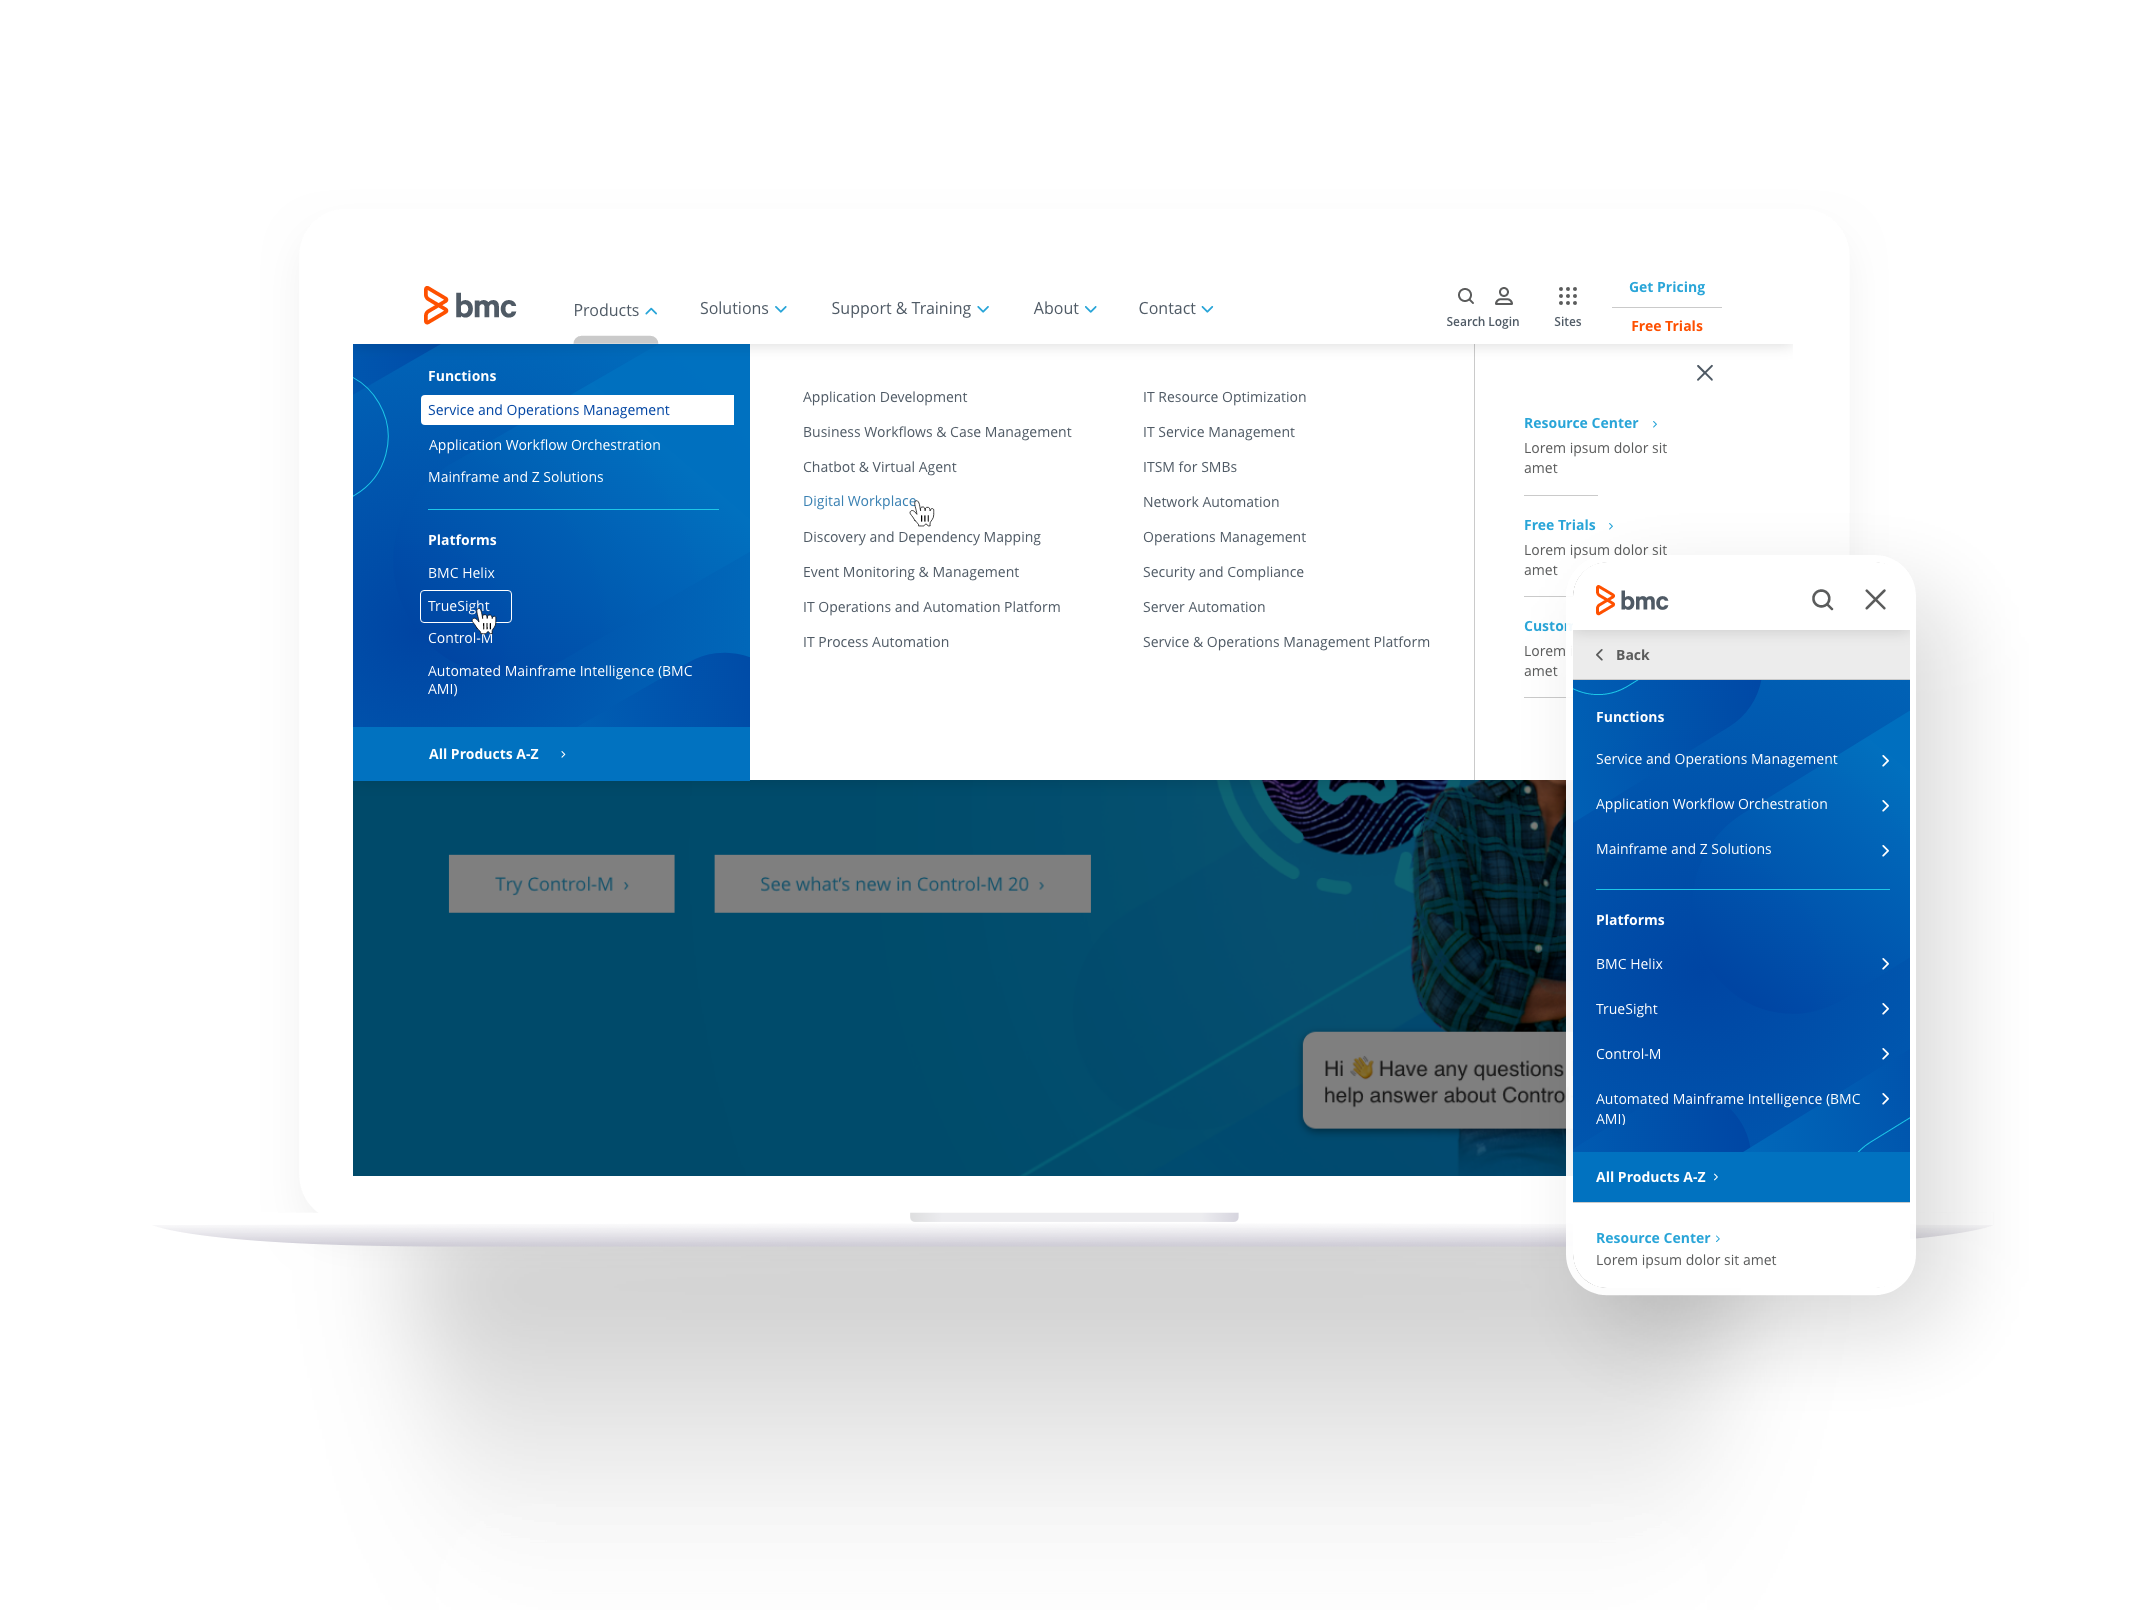 bmc
Products
Solutions
Support & Training
About
Contact
Search Login
Sites
Get Pricing
Free Trials
Functions
Service and Operations Management
Application Workflow Orchestration
Mainframe and Z Solutions
Platforms
BMC Helix
TrueSight
Control-M
Automated Mainframe Intelligence (BMC
AMI)
All Products A-Z ›
Application Development
Business Workflows & Case Management
Chatbot & Virtual Agent
Digital Workplace
Discovery and Dependency Mapping
Event Monitoring & Management
IT Operations and Automation Platform
IT Process Automation
IT Resource Optimization
IT Service Management
ITSM for SMBs
Network Automation
Operations Management
Security and Compliance
Server Automation
Service & Operations Management Platform
Resource Center ›
Lorem ipsum dolor sit
amet
Free Trials ›
Lorem ipsum dolor sit
amet
Lorem
amet
Try Control-M ›
See what's new in Control-M 20 ›
Hi 👋 Have any questions
help answer about Contro
bmc
Back
Functions
Service and Operations Management
Application Workflow Orchestration
Mainframe and Z Solutions
Platforms
BMC Helix
TrueSight
Control-M
Automated Mainframe Intelligence (BMC
AMI)
All Products A-Z ›
Resource Center ›
Lorem ipsum dolor sit amet